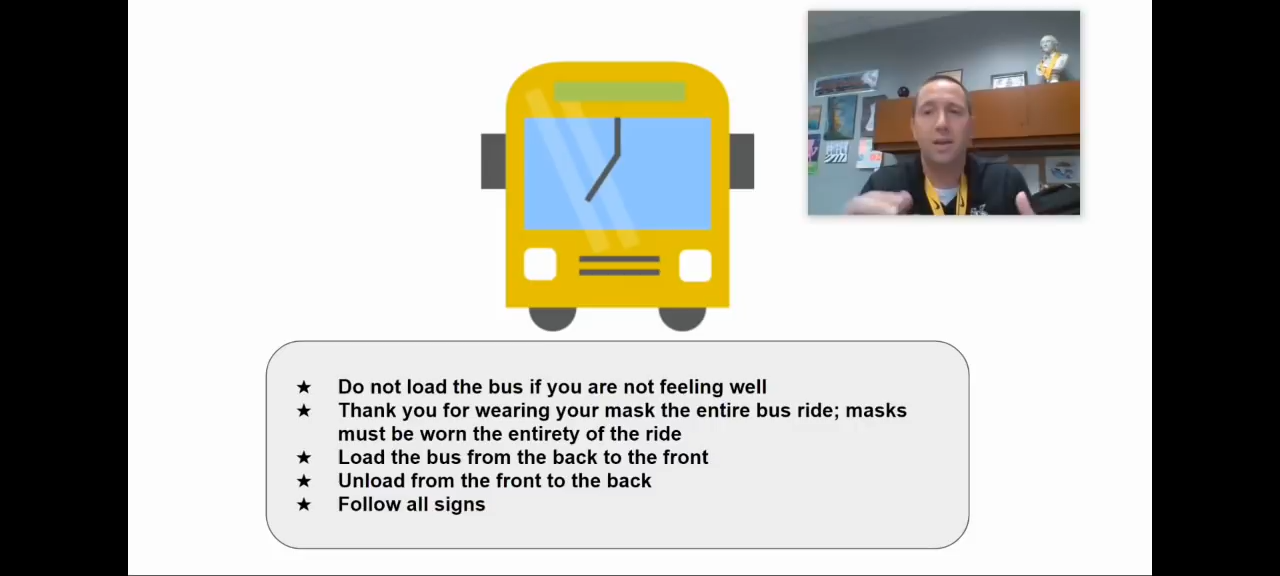 ★ Do not load the bus if you are not feeling well
★ Thank you for wearing your mask the entire bus ride; masks
must be worn the entirety of the ride
★ Load the bus from the back to the front
★ Unload from the front to the back
★ Follow all signs